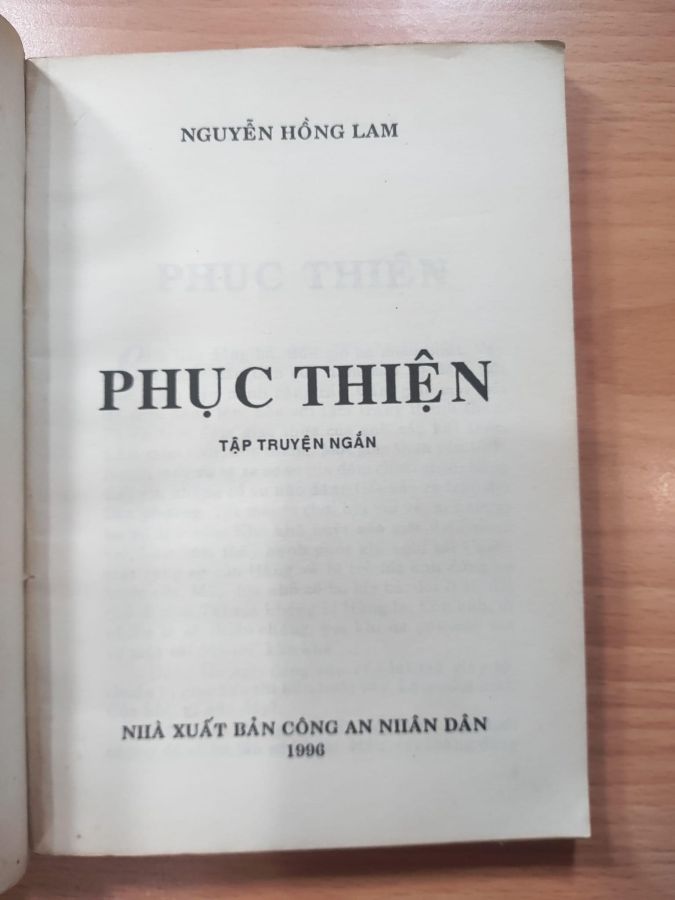 NGUYỄN HỒNG LAM
PHỤC THIỆN
TẬP TRUYỆN NGẮN
NHÀ XUẤT BẢN CÔNG AN NHÂN DÂN
1996